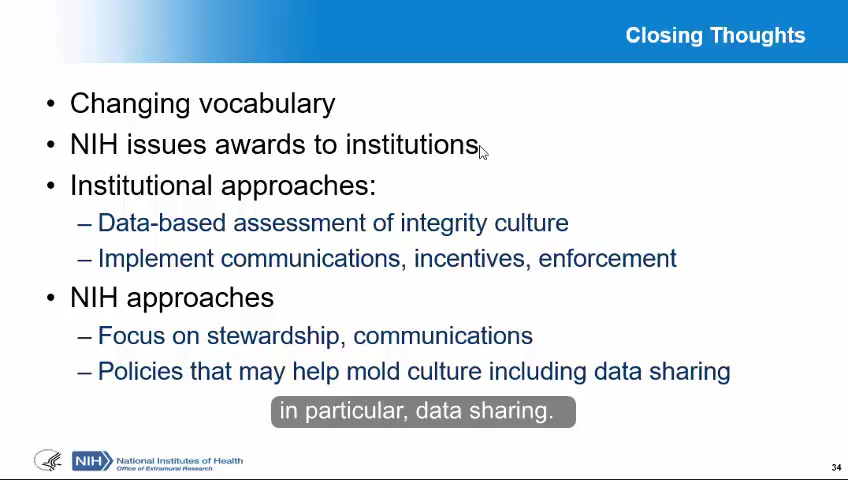 Closing Thoughts
• Changing vocabulary
• NIH issues awards to institutions
• Institutional approaches:
– Data-based assessment of integrity culture
– Implement communications, incentives, enforcement
• NIH approaches
– Focus on stewardship, communications
– Policies that may help mold culture including data sharing
in particular, data sharing.
NIH National Institutes of Health
Office of Extramural Research
34